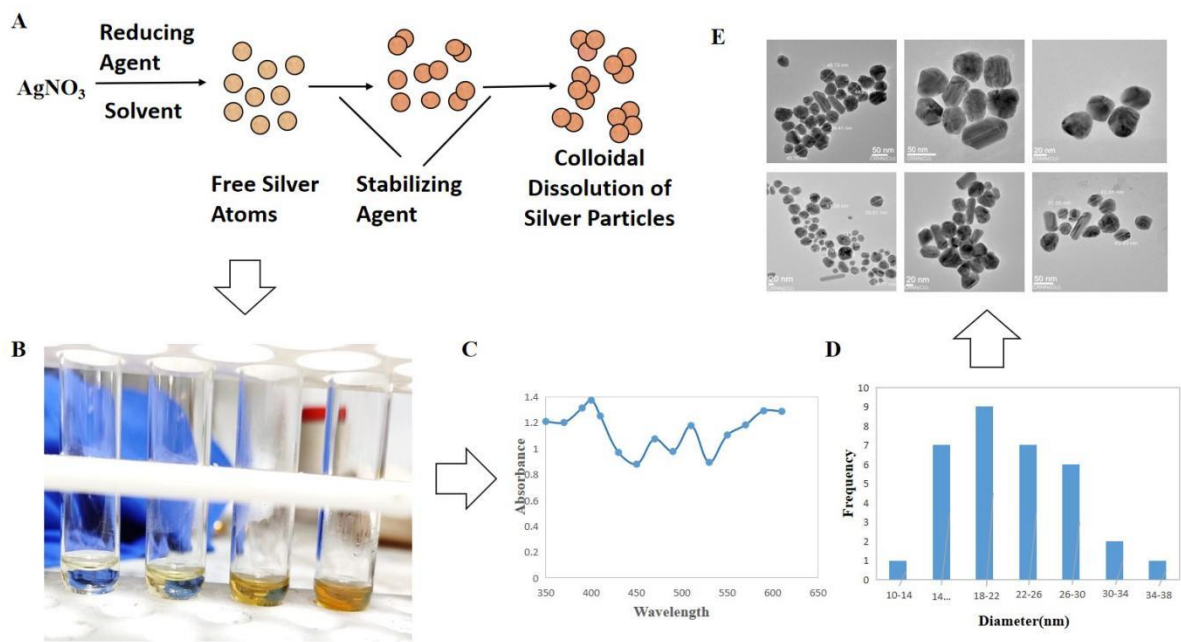 A
Reducing
Agent
AgNO₃
Solvent
Free Silver
Atoms
Stabilizing
Agent
Colloidal
Dissolution of
Silver Particles
E
50 nm
50 nm
20 nm
20 nm
20 nm
50 nm
B
C
1.4
1.2
1
0.8
0.6
0.4
0.2
0
350 400 450 500 550 600 650
Absorbance
Wavelength
D
10
9
8
7
6
5
4
3
2
1
0
10-14 14... 18-22 22-26 26-30 30-34 34-38
Frequency
Diameter(nm)